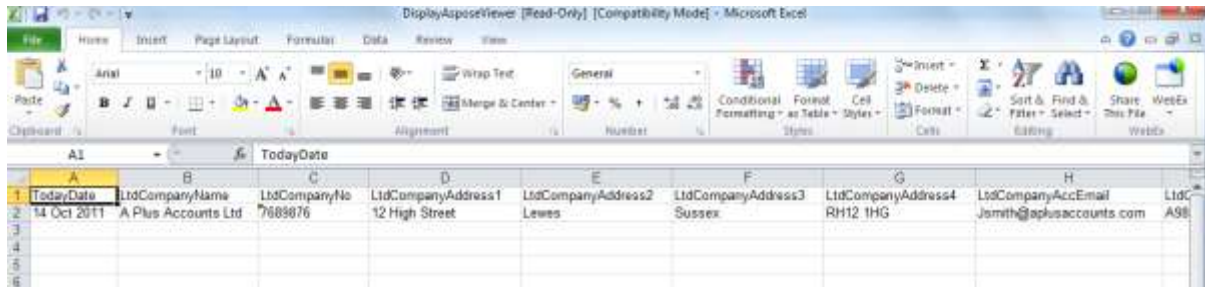 DisplayAsposeViewer [Read-Only] [Compatibility Mode] - Microsoft Excel
File Home Insert Page Layout Formulas Data Review View
Paste
Clipboard
Arial 10
B I U
Font
Wrap Text
Merge & Center
Alignment
General
Number
Conditional Formatting
Format as Table
Cell Styles
Styles
Insert
Delete
Format
Cells
Sort & Filter
Find & Select
Editing
Share This File
WebEx
WebEx
A1 fx TodayDate
A B C D E F G H
1 TodayDate LtdCompanyName LtdCompanyNo LtdCompanyAddress1 LtdCompanyAddress2 LtdCompanyAddress3 LtdCompanyAddress4 LtdCompanyAccEmail LtdC
2 14 Oct 2011 A Plus Accounts Ltd 7689876 12 High Street Lewes Sussex RH12 1HG Jsmith@aplusaccounts.com A98
3
4
5
6